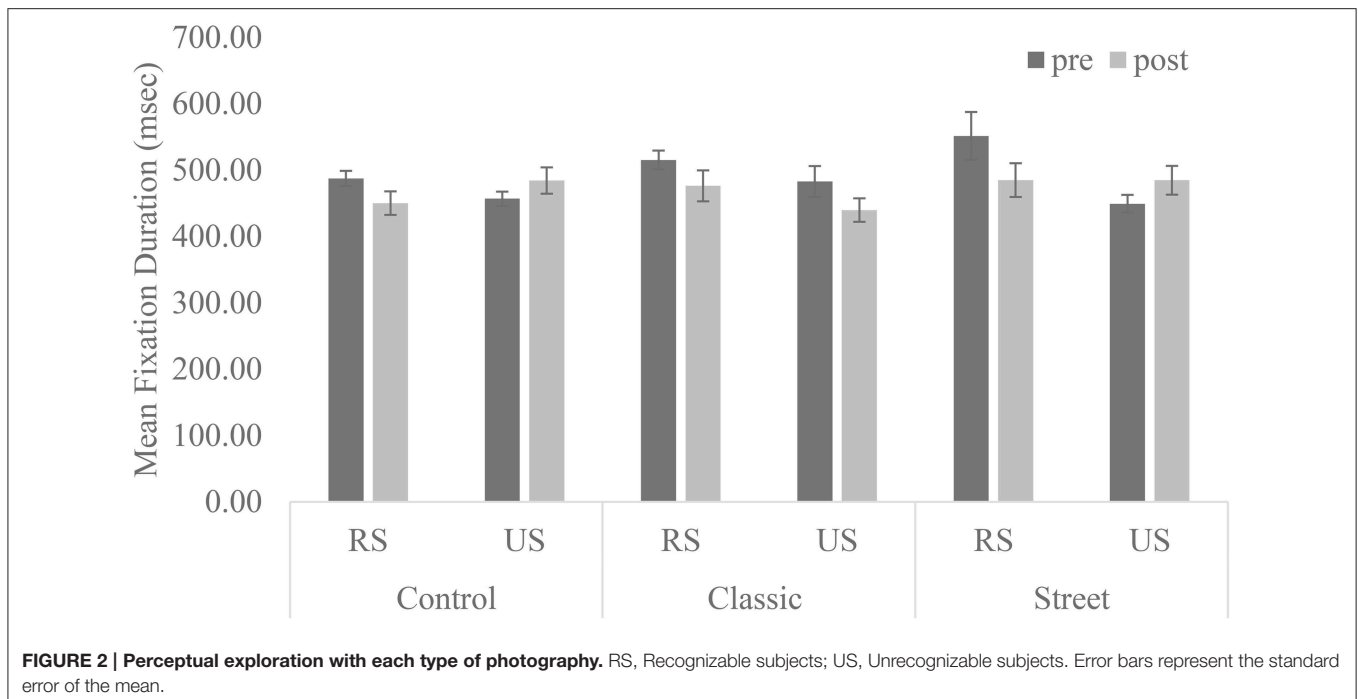 700.00
pre post
600.00
500.00
400.00
300.00
200.00
100.00
0.00
Mean Fixation Duration (msec)
RS US RS US RS US
Control Classic Street
FIGURE 2 | Perceptual exploration with each type of photography. RS, Recognizable subjects; US, Unrecognizable subjects. Error bars represent the standard
error of the mean.